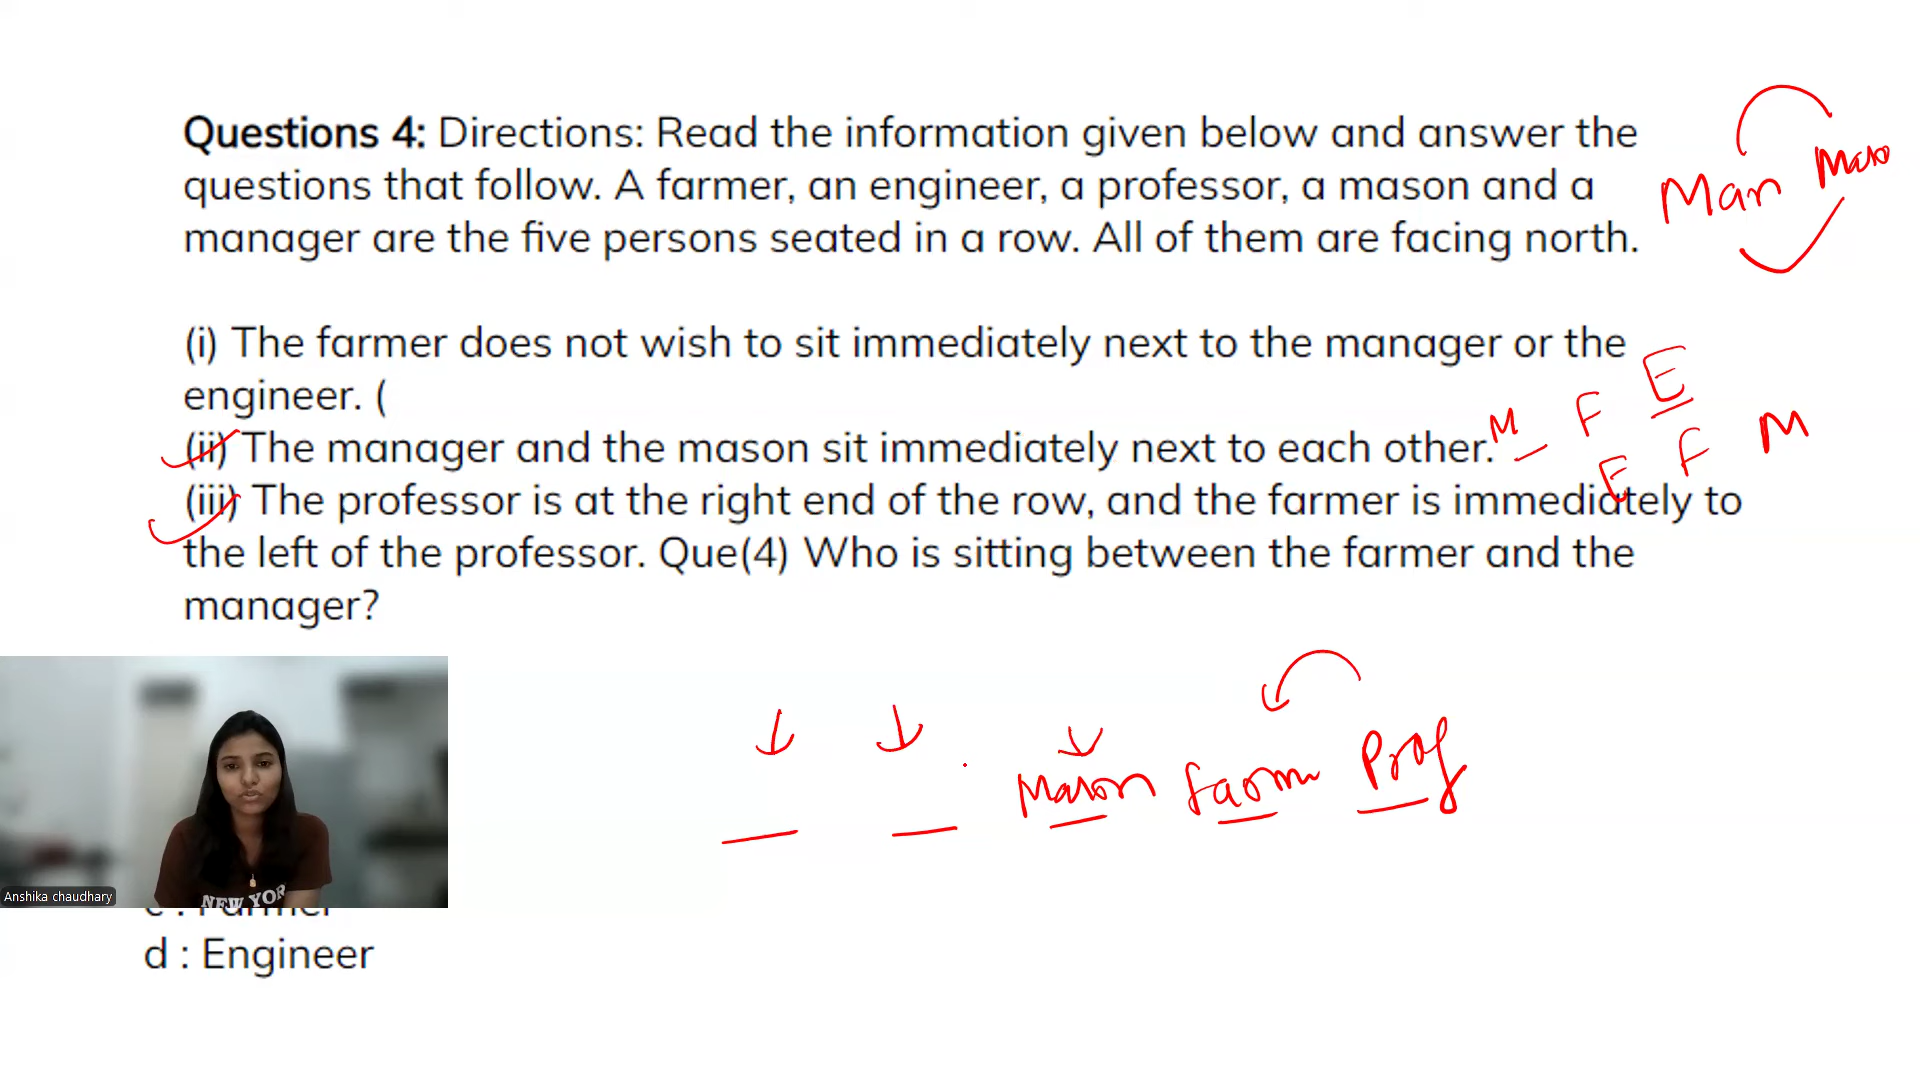 Questions 4: Directions: Read the information given below and answer the
questions that follow. A farmer, an engineer, a professor, a mason and a
manager are the five persons seated in a row. All of them are facing north.
Man Maso
(i) The farmer does not wish to sit immediately next to the manager or the
engineer. (
M F E
(ii) The manager and the mason sit immediately next to each other.
E F M
(iii) The professor is at the right end of the row, and the farmer is immediately to
the left of the professor. Que(4) Who is sitting between the farmer and the
manager?
Mason Farm Prof
Anshika chaudhary
NEW YOR
c : Farmer
d : Engineer